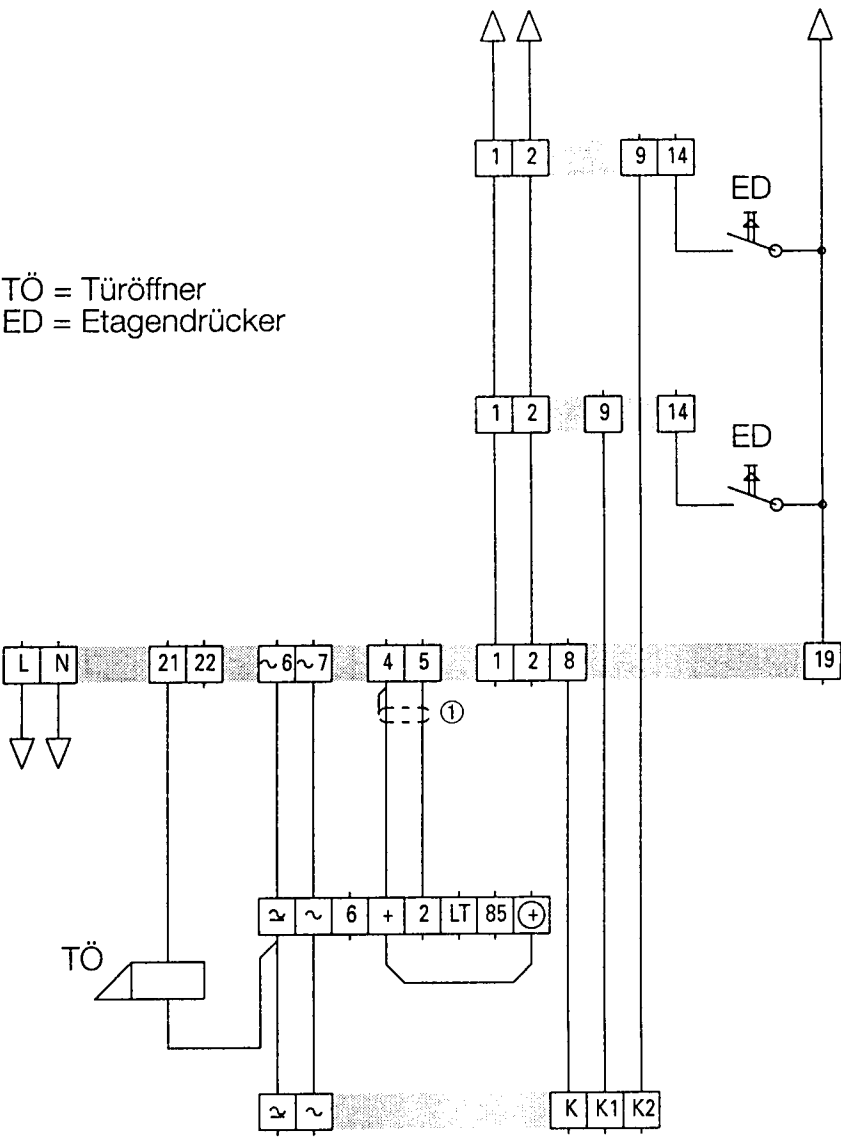 1 2 9 14
ED
TÖ = Türöffner
ED = Etagendrücker
1 2 9 14
ED
L N 21 22 ~6 ~7 4 5 1 2 8 19
①
≃ ~ 6 + 2 LT 85 ⊕
TÖ
≃ ~ K K1 K2